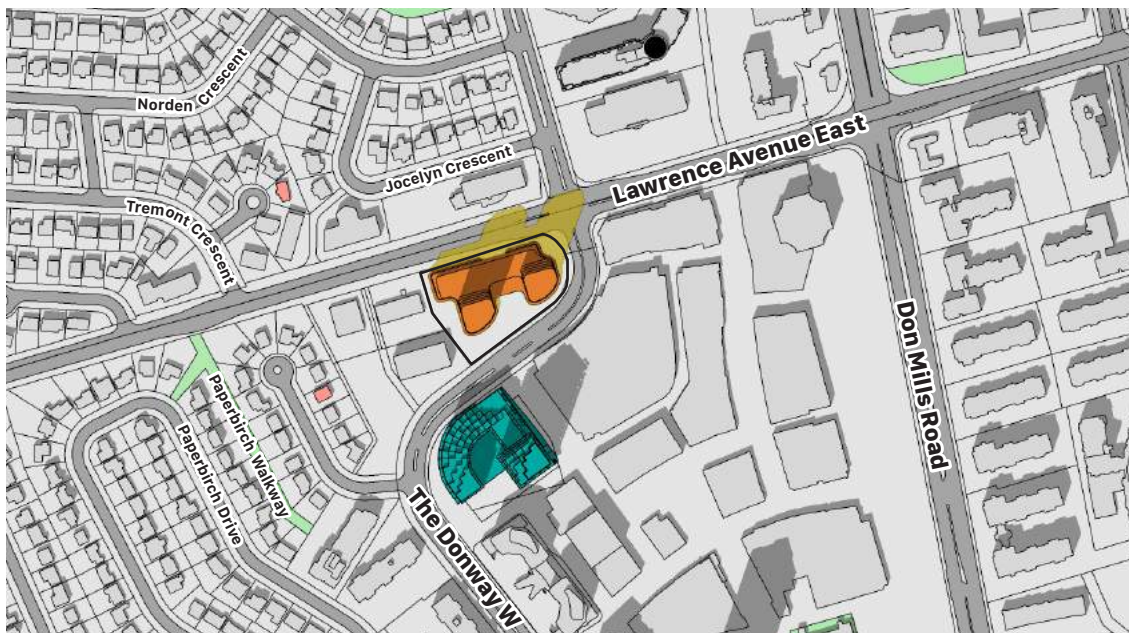 Norden Crescent
Jocelyn Crescent
Lawrence Avenue East
Tremont Crescent
Don Mills Road
Paperbirch Walkway
Paperbirch Drive
The Donway W